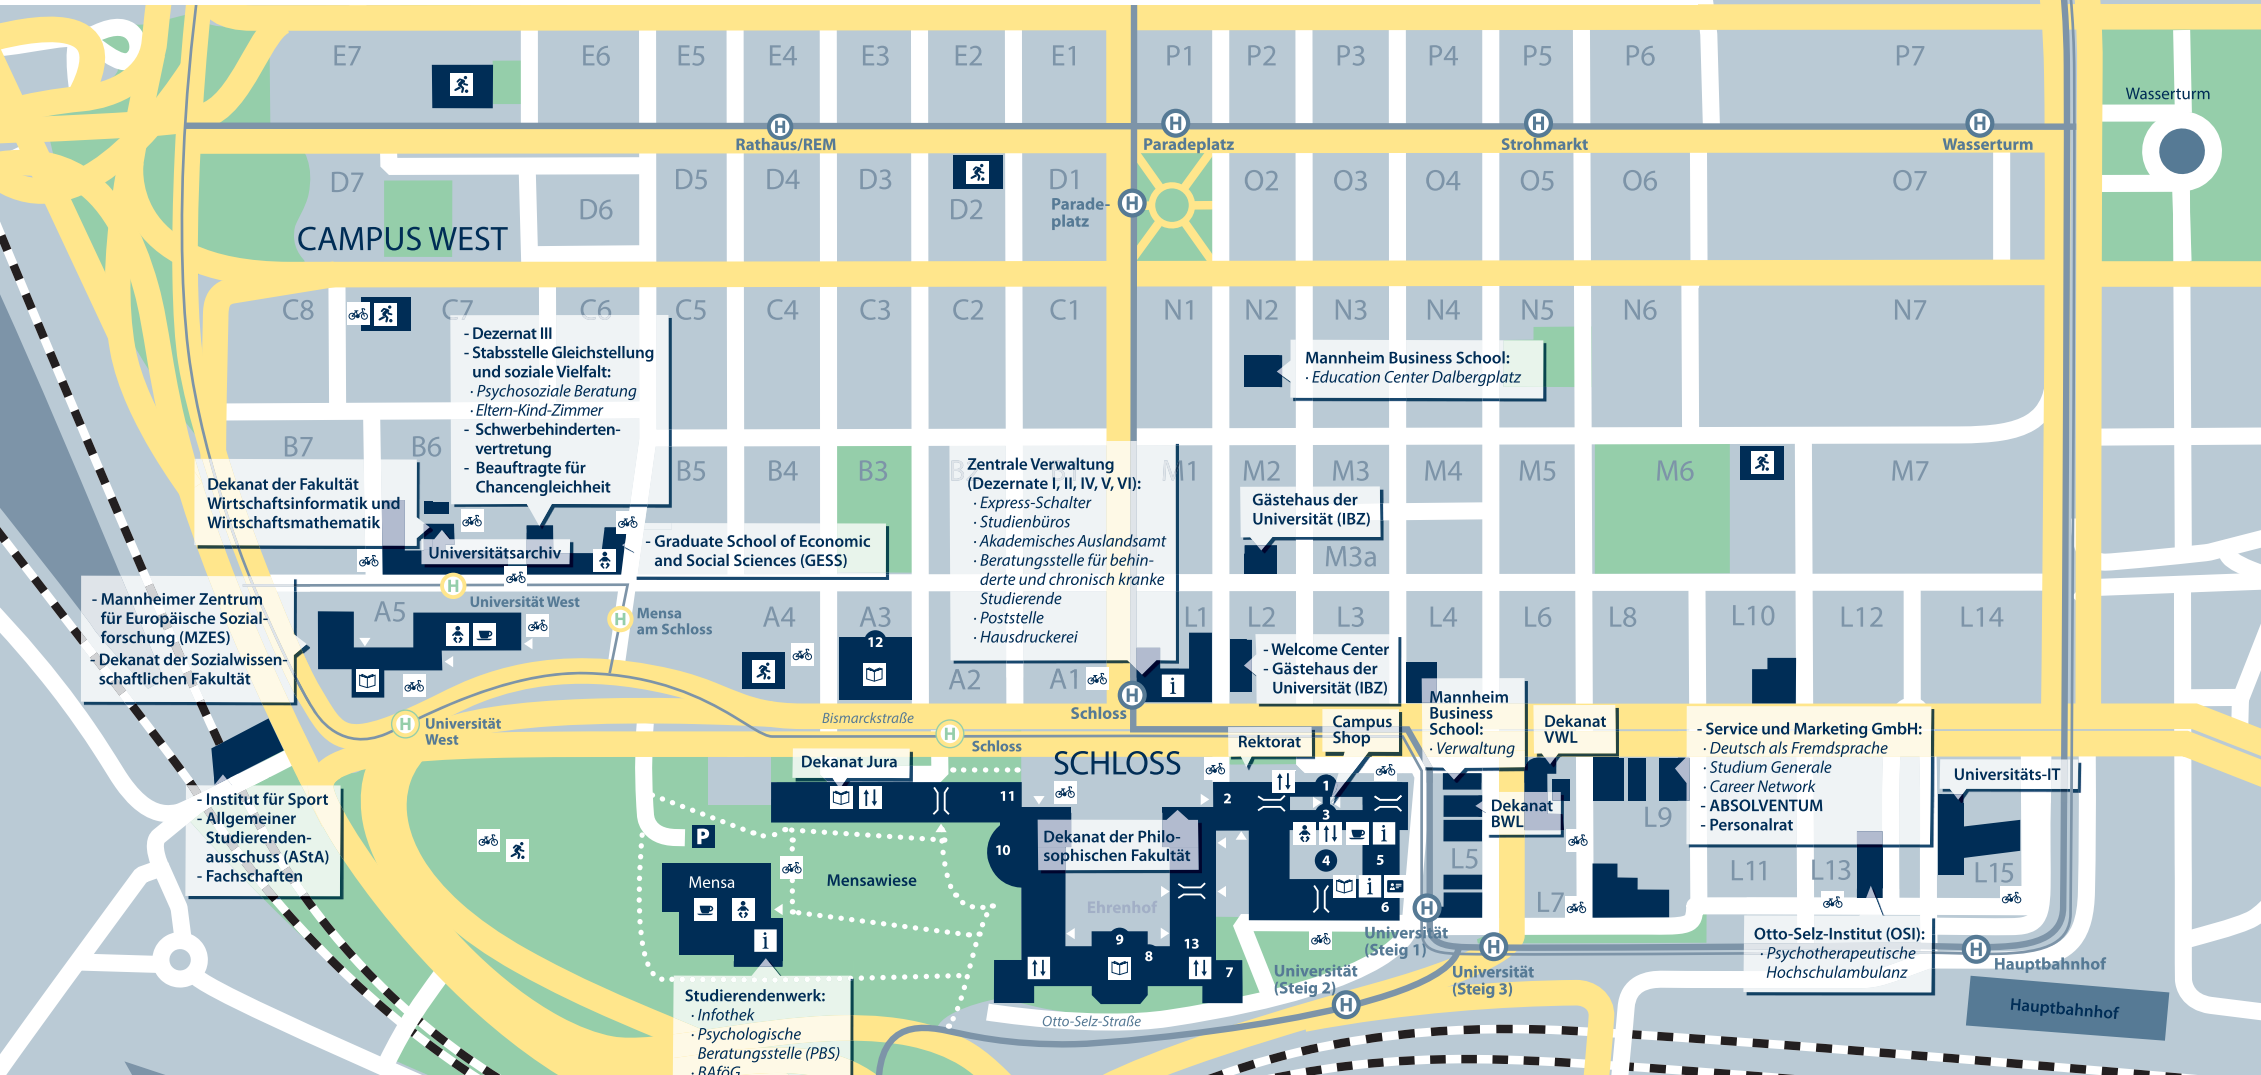 E7
E6
E5
E4
E3
E2
E1
P1
P2
P3
P4
P5
P6
P7
Wasserturm
H
Rathaus/REM
H
Paradeplatz
H
Strohmarkt
H
Wasserturm
D7
D6
D5
D4
D3
D2
D1
Parade-
platz
H
O2
O3
O4
O5
O6
O7
CAMPUS WEST
C8
C7
C6
C5
C4
C3
C2
C1
N1
N2
N3
N4
N5
N6
N7
- Dezernat III
- Stabsstelle Gleichstellung
und soziale Vielfalt:
· Psychosoziale Beratung
· Eltern-Kind-Zimmer
- Schwerbehinderten-
vertretung
- Beauftragte für
Chancengleichheit
Mannheim Business School:
· Education Center Dalbergplatz
B7
B6
B5
B4
B3
B2
B1
M1
M2
M3
M4
M5
M6
M7
Dekanat der Fakultät
Wirtschaftsinformatik und
Wirtschaftsmathematik
Universitätsarchiv
- Graduate School of Economic
and Social Sciences (GESS)
Zentrale Verwaltung
(Dezernate I, II, IV, V, VI):
· Express-Schalter
· Studienbüros
· Akademisches Auslandsamt
· Beratungsstelle für behin-
derte und chronisch kranke
Studierende
· Poststelle
· Hausdruckerei
Gästehaus der
Universität (IBZ)
M3a
H
Universität West
H
Mensa
am Schloss
- Mannheimer Zentrum
für Europäische Sozial-
forschung (MZES)
- Dekanat der Sozialwissen-
schaftlichen Fakultät
A5
A4
A3
12
A2
A1
L1
L2
L3
L4
L6
L8
L10
L12
L14
i
- Welcome Center
- Gästehaus der
Universität (IBZ)
H
Schloss
H
Universität
West
Bismarckstraße
H
Schloss
SCHLOSS
Rektorat
Campus
Shop
Mannheim
Business
School:
· Verwaltung
Dekanat
VWL
Dekanat
BWL
- Service und Marketing GmbH:
· Deutsch als Fremdsprache
· Studium Generale
· Career Network
- ABSOLVENTUM
- Personalrat
Universitäts-IT
Dekanat Jura
- Institut für Sport
- Allgemeiner
Studierenden-
ausschuss (AStA)
- Fachschaften
P
Mensa
i
Mensawiese
11
10
2
1
3
i
4
5
i
6
Dekanat der Philo-
sophischen Fakultät
Ehrenhof
9
8
13
7
L5
L7
L9
L11
L13
L15
H
Universität
(Steig 1)
H
Universität
(Steig 2)
H
Universität
(Steig 3)
Otto-Selz-Institut (OSI):
· Psychotherapeutische
Hochschulambulanz
H
Hauptbahnhof
Hauptbahnhof
Otto-Selz-Straße
Studierendenwerk:
· Infothek
· Psychologische
Beratungsstelle (PBS)
· BAföG